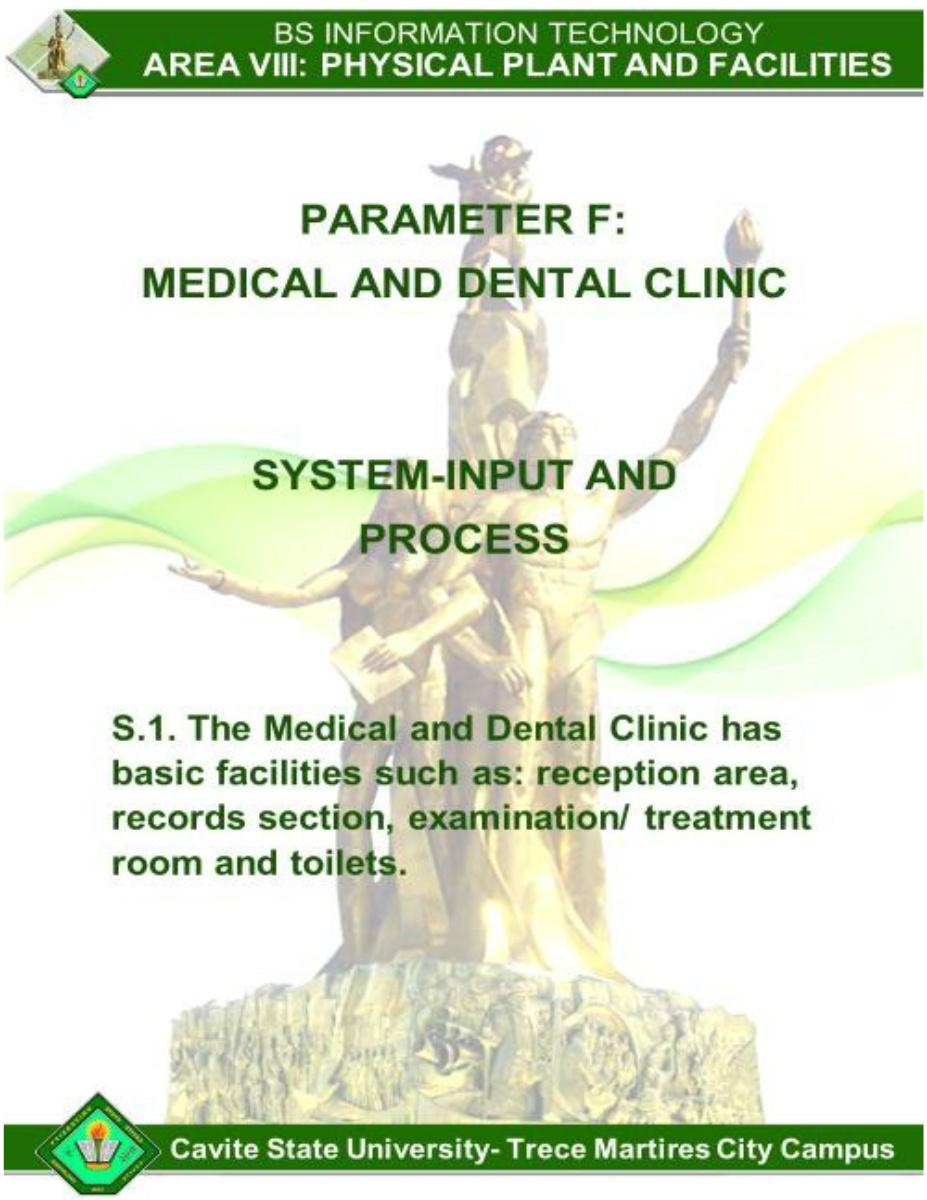 BS INFORMATION TECHNOLOGY
AREA VIII: PHYSICAL PLANT AND FACILITIES
PARAMETER F:
MEDICAL AND DENTAL CLINIC
SYSTEM-INPUT AND
PROCESS
S.1. The Medical and Dental Clinic has
basic facilities such as: reception area,
records section, examination/ treatment
room and toilets.
Cavite State University- Trece Martires City Campus